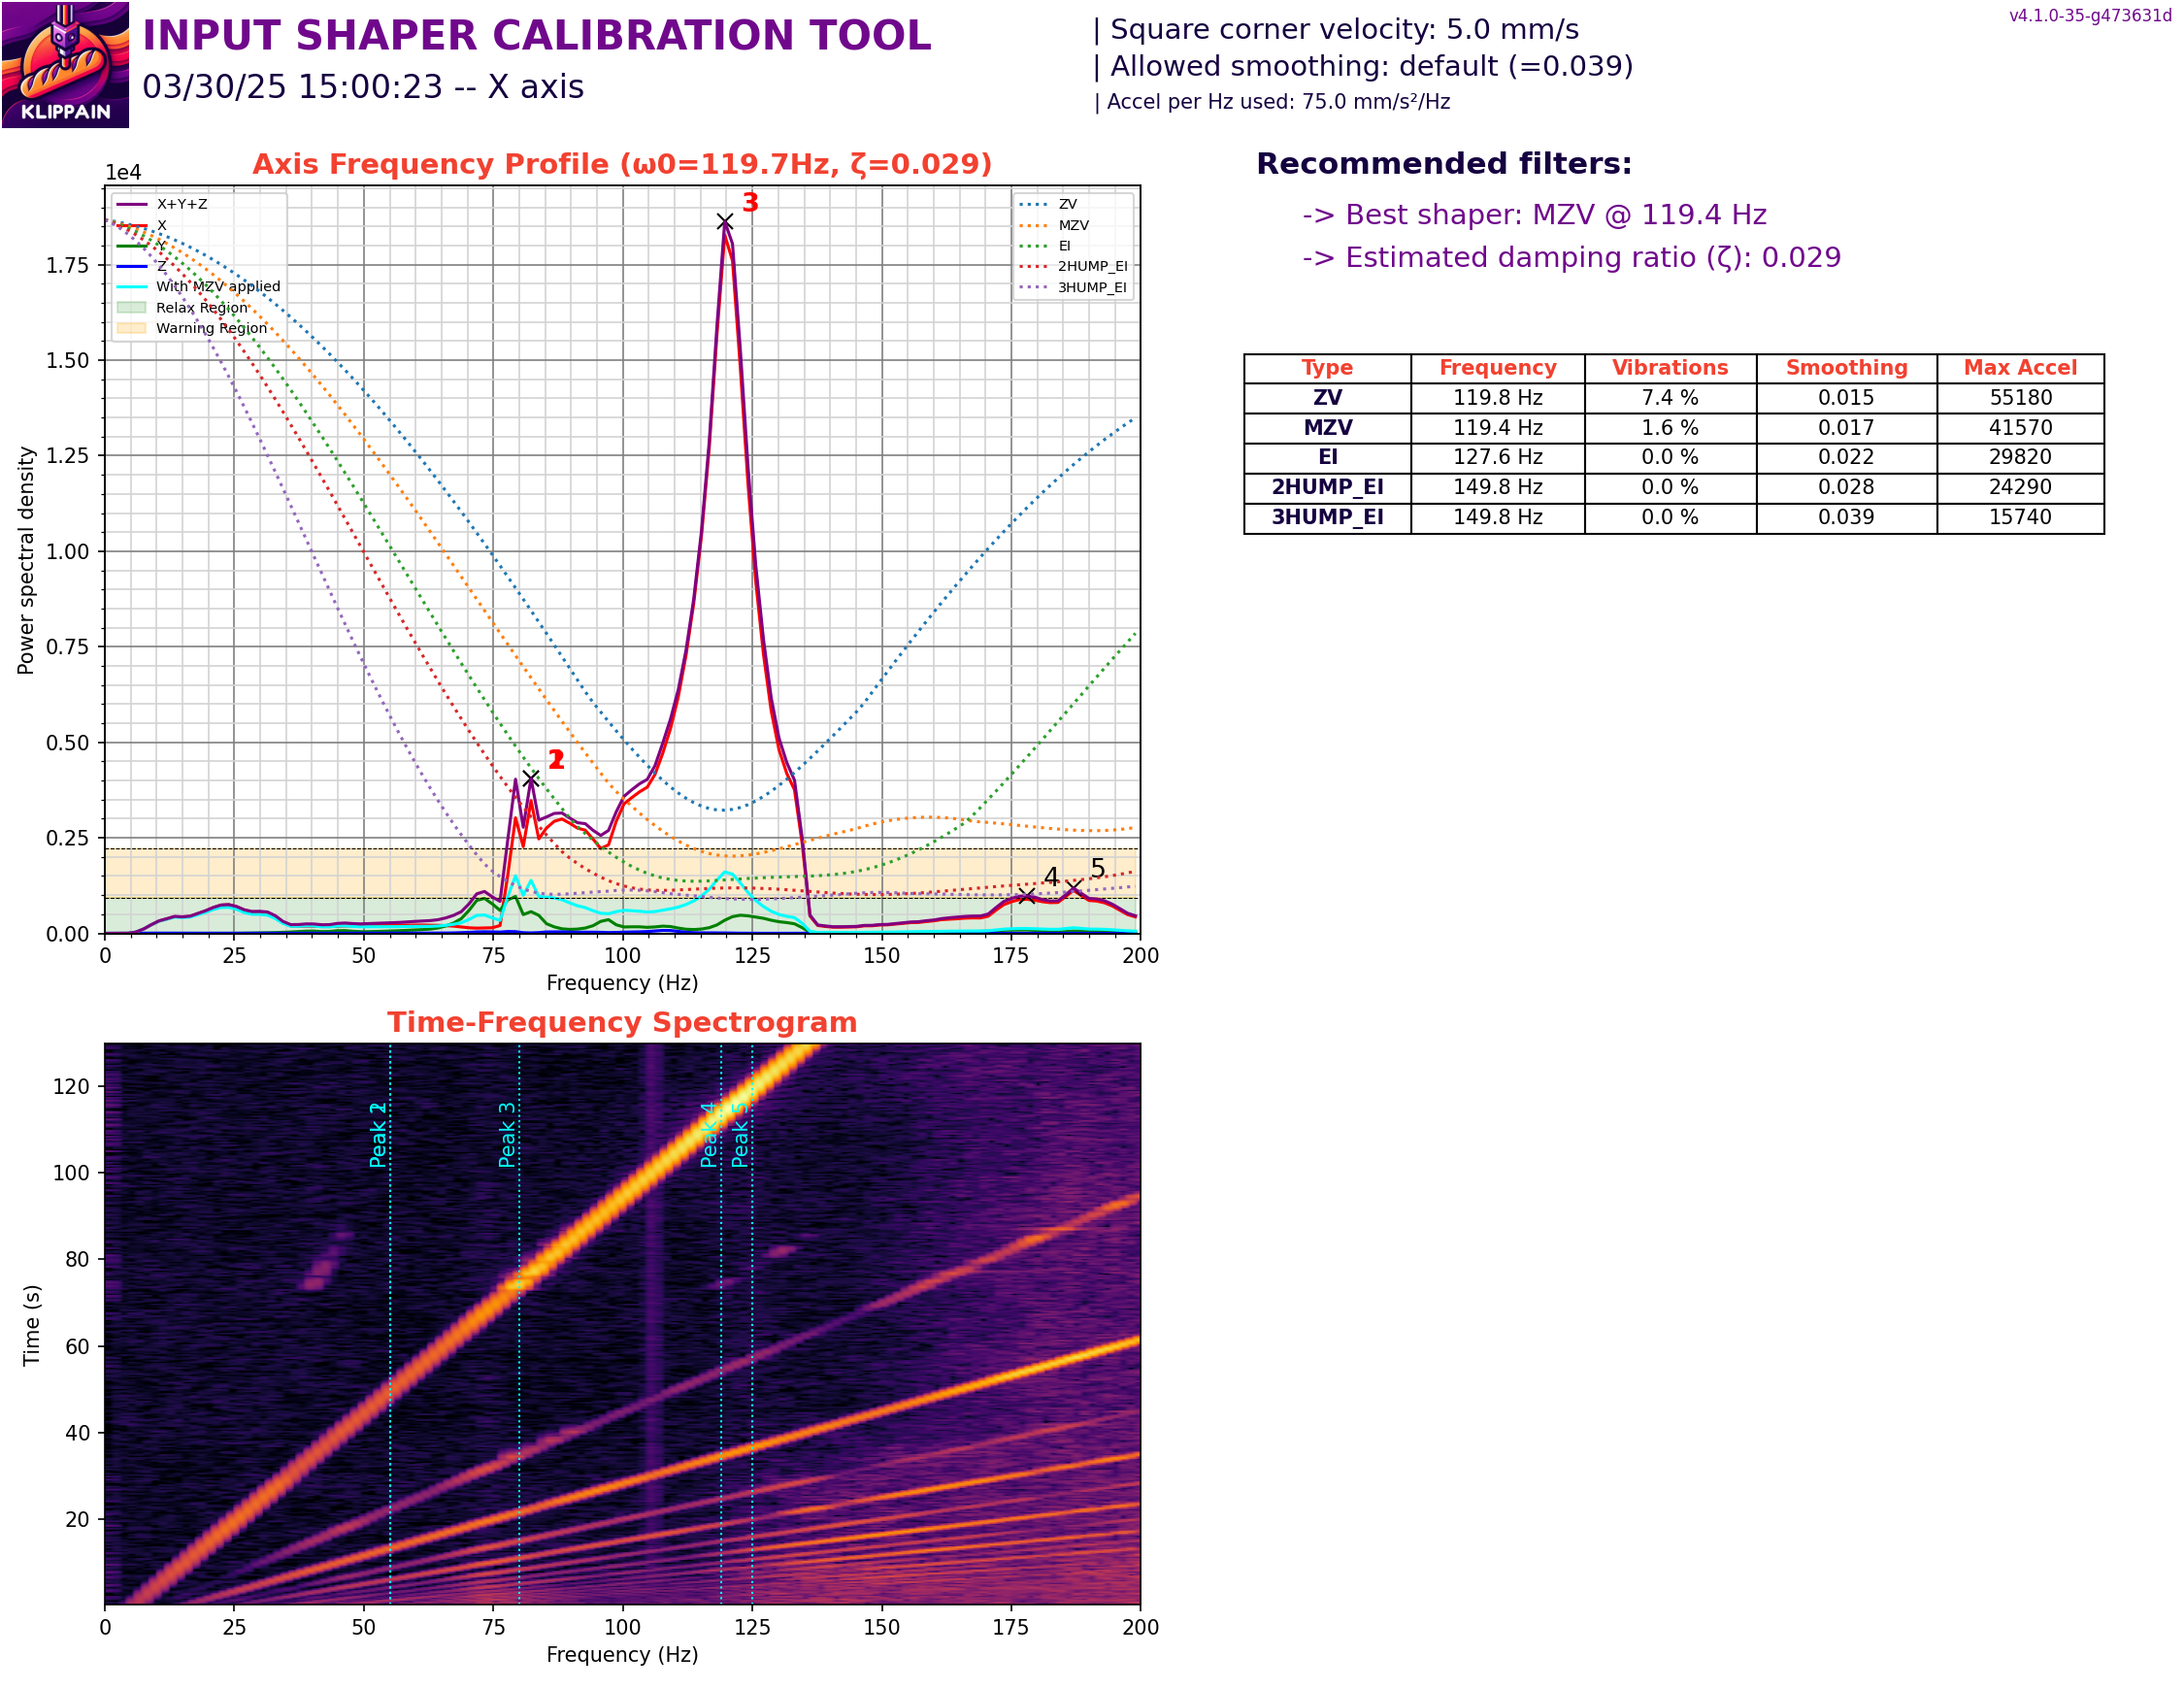 INPUT SHAPER CALIBRATION TOOL
03/30/25 15:00:23 -- X axis
KLIPPAIN
| Square corner velocity: 5.0 mm/s
| Allowed smoothing: default (=0.039)
| Accel per Hz used: 75.0 mm/s²/Hz
v4.1.0-35-g473631d
Axis Frequency Profile (ω0=119.7Hz, ζ=0.029)
1e4
X+Y+Z
X
Y
Z
With MZV applied
Relax Region
Warning Region
ZV
MZV
EI
2HUMP_EI
3HUMP_EI
3
2
4
5
Power spectral density
1.75
1.50
1.25
1.00
0.75
0.50
0.25
0.00
0 25 50 75 100 125 150 175 200
Frequency (Hz)
Recommended filters:
-> Best shaper: MZV @ 119.4 Hz
-> Estimated damping ratio (ζ): 0.029
Type Frequency Vibrations Smoothing Max Accel
ZV 119.8 Hz 7.4 % 0.015 55180
MZV 119.4 Hz 1.6 % 0.017 41570
EI 127.6 Hz 0.0 % 0.022 29820
2HUMP_EI 149.8 Hz 0.0 % 0.028 24290
3HUMP_EI 149.8 Hz 0.0 % 0.039 15740
Time-Frequency Spectrogram
Time (s)
120
100
80
60
40
20
Peak 2
Peak 3
Peak 4
Peak 5
0 25 50 75 100 125 150 175 200
Frequency (Hz)